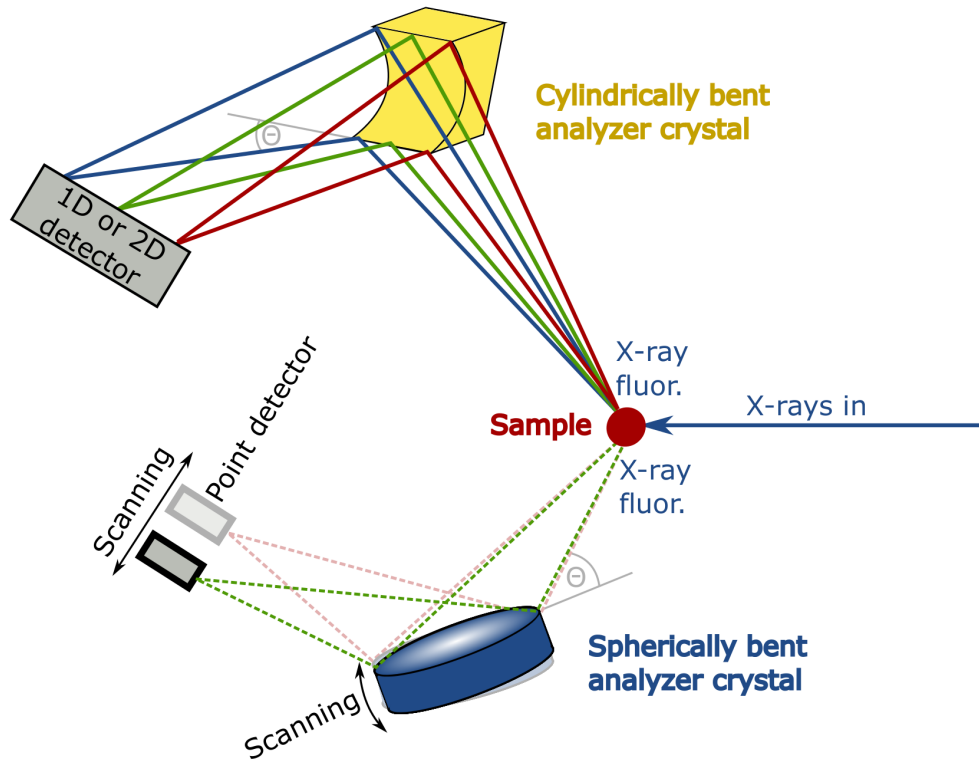 Cylindrically bent
analyzer crystal
Θ
1D or 2D
detector
X-ray
fluor.
X-rays in
Sample
X-ray
fluor.
Point detector
Scanning
Θ
Spherically bent
analyzer crystal
Scanning